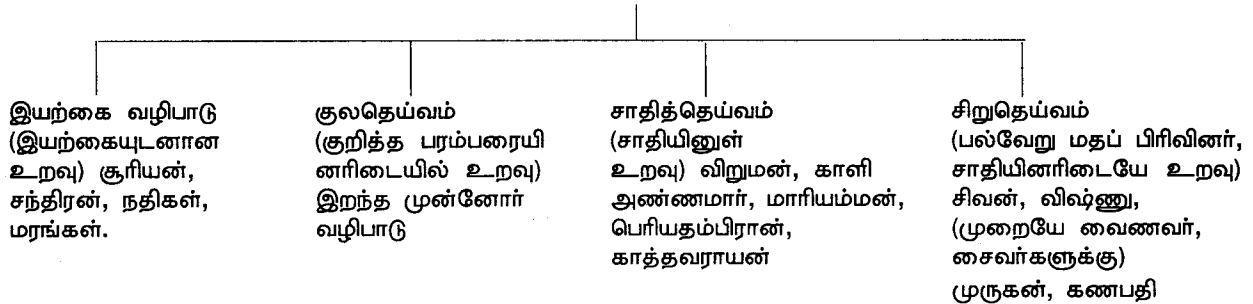 இயற்கை வழிபாடு
(இயற்கையுடனான
உறவு) சூரியன்,
சந்திரன், நதிகள்,
மரங்கள்.
குலதெய்வம்
(குறித்த பரம்பரையி
னரிடையில் உறவு)
இறந்த முன்னோர்
வழிபாடு
சாதித்தெய்வம்
(சாதியினுள்
உறவு) விறுமன், காளி
அண்ணமார், மாரியம்மன்,
பெரியதம்பிரான்,
காத்தவராயன்
சிறுதெய்வம்
(பல்வேறு மதப் பிரிவினர்,
சாதியினரிடையே உறவு)
சிவன், விஷ்ணு,
(முறையே வைணவர்,
சைவர்களுக்கு)
முருகன், கணபதி